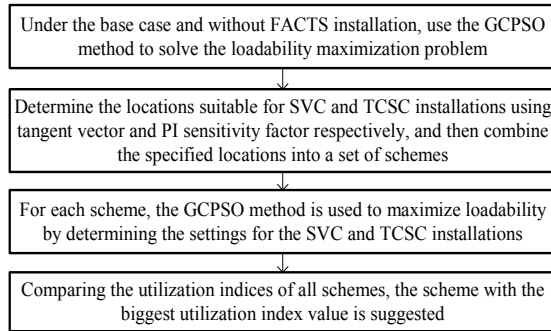 Under the base case and without FACTS installation, use the GCPSO
method to solve the loadability maximization problem
Determine the locations suitable for SVC and TCSC installations using
tangent vector and PI sensitivity factor respectively, and then combine
the specified locations into a set of schemes
For each scheme, the GCPSO method is used to maximize loadability
by determining the settings for the SVC and TCSC installations
Comparing the utilization indices of all schemes, the scheme with the
biggest utilization index value is suggested